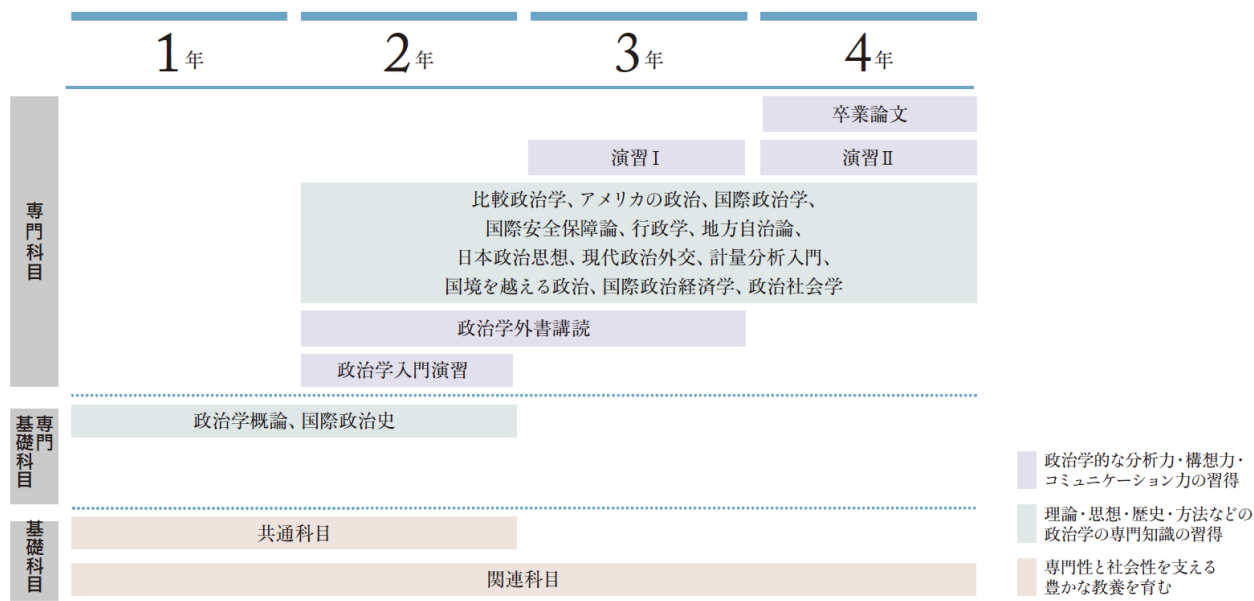 1年
2年
3年
4年
専門科目
卒業論文
演習Ⅰ
演習Ⅱ
比較政治学、アメリカの政治、国際政治学、
国際安全保障論、行政学、地方自治論、
日本政治思想、現代政治外交、計量分析入門、
国境を越える政治、国際政治経済学、政治社会学
政治学外書講読
政治学入門演習
専門
基礎科目
政治学概論、国際政治史
基礎科目
共通科目
関連科目
政治学的な分析力・構想力・
コミュニケーション力の習得
理論・思想・歴史・方法などの
政治学の専門知識の習得
専門性と社会性を支える
豊かな教養を育む